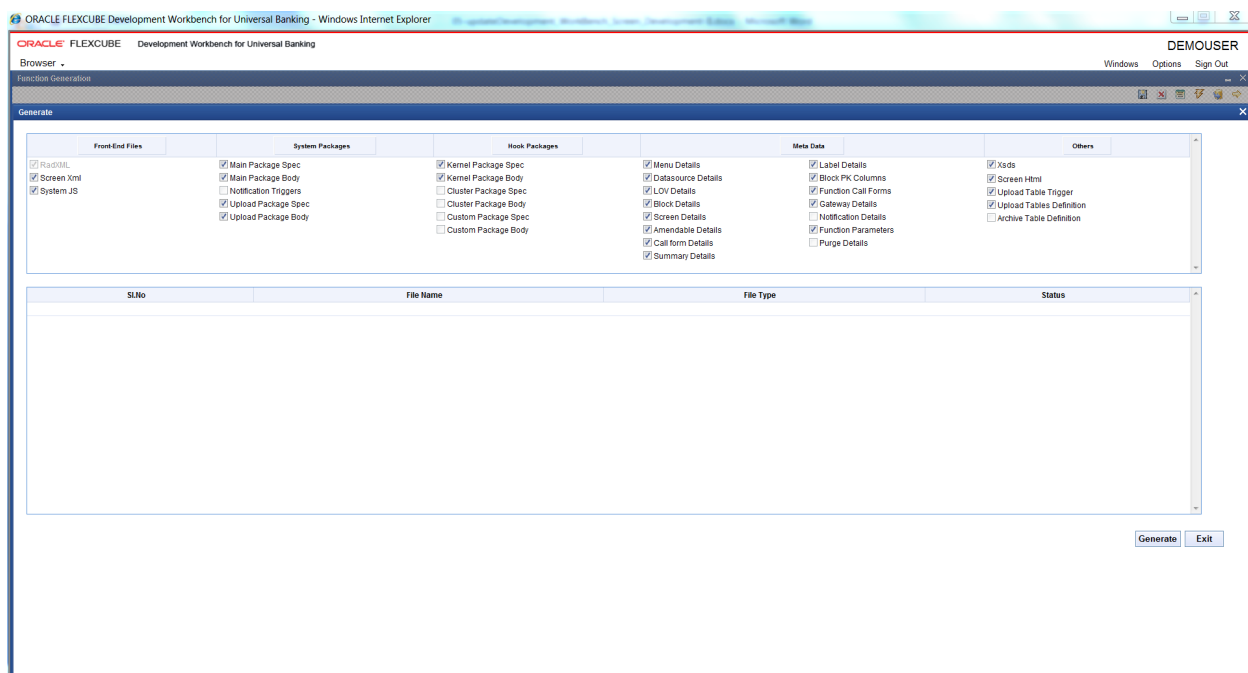 ORACLE FLEXCUBE Development Workbench for Universal Banking - Windows Internet Explorer
ORACLE FLEXCUBE Development Workbench for Universal Banking
DEMOUSER
Browser
Windows Options Sign Out
Function Generation
Generate
Front-End Files System Packages Hook Packages Meta Data Others
RadXML Main Package Spec Kernel Package Spec Menu Details Label Details Xsds
Screen Xml Main Package Body Kernel Package Body Datasource Details Block PK Columns Screen Html
System JS Notification Triggers Cluster Package Spec LOV Details Function Call Forms Upload Table Trigger
Upload Package Spec Cluster Package Body Block Details Gateway Details Upload Tables Definition
Upload Package Body Custom Package Spec Screen Details Notification Details Archive Table Definition
Custom Package Body Amendable Details Function Parameters
Call form Details Purge Details
Summary Details
Sl.No File Name File Type Status
Generate Exit